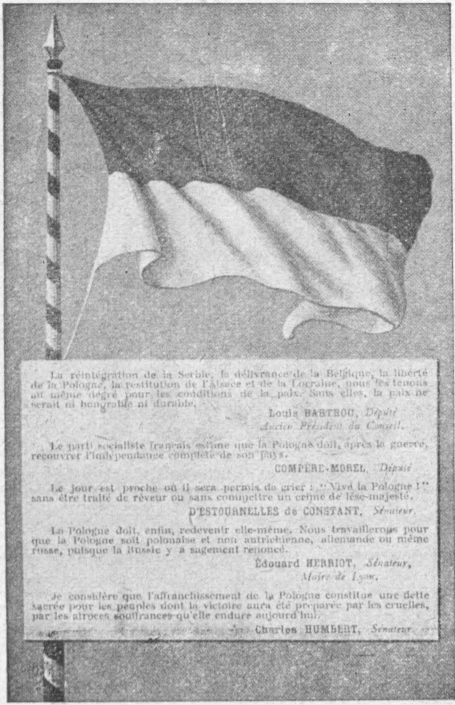 La réintégration de la Serbie, la délivrance de la Belgique, la liberté
de la Pologne, la restitution de l'Alsace et de la Lorraine, nous les tenons
au même degré pour les conditions de la paix. Sans elles, la paix ne
serait ni honorable ni durable.
Louis BARTHOU, Député
Ancien Président du Conseil.
Le parti socialiste français estime que la Pologne doit, après la guerre,
recouvrer l'indépendance complète de son pays.
COMPÈRE-MOREL, Député
Le jour est proche où il sera permis de crier : "Vive la Pologne !"
sans être traité de rêveur ou sans commettre un crime de lèse-majesté.
D'ESTOURNELLES de CONSTANT, Sénateur.
La Pologne doit, enfin, redevenir elle-même. Nous travaillerons pour
que la Pologne soit polonaise et non autrichienne, allemande ou même
russe, puisque la Russie y a sagement renoncé.
Édouard HERRIOT, Sénateur,
Maire de Lyon.
Je considère que l'affranchissement de la Pologne constitue une dette
sacrée pour les peuples dont la victoire aura été préparée par les cruelles,
par les atroces souffrances qu'elle endure aujourd'hui.
Charles HUMBERT, Sénateur.